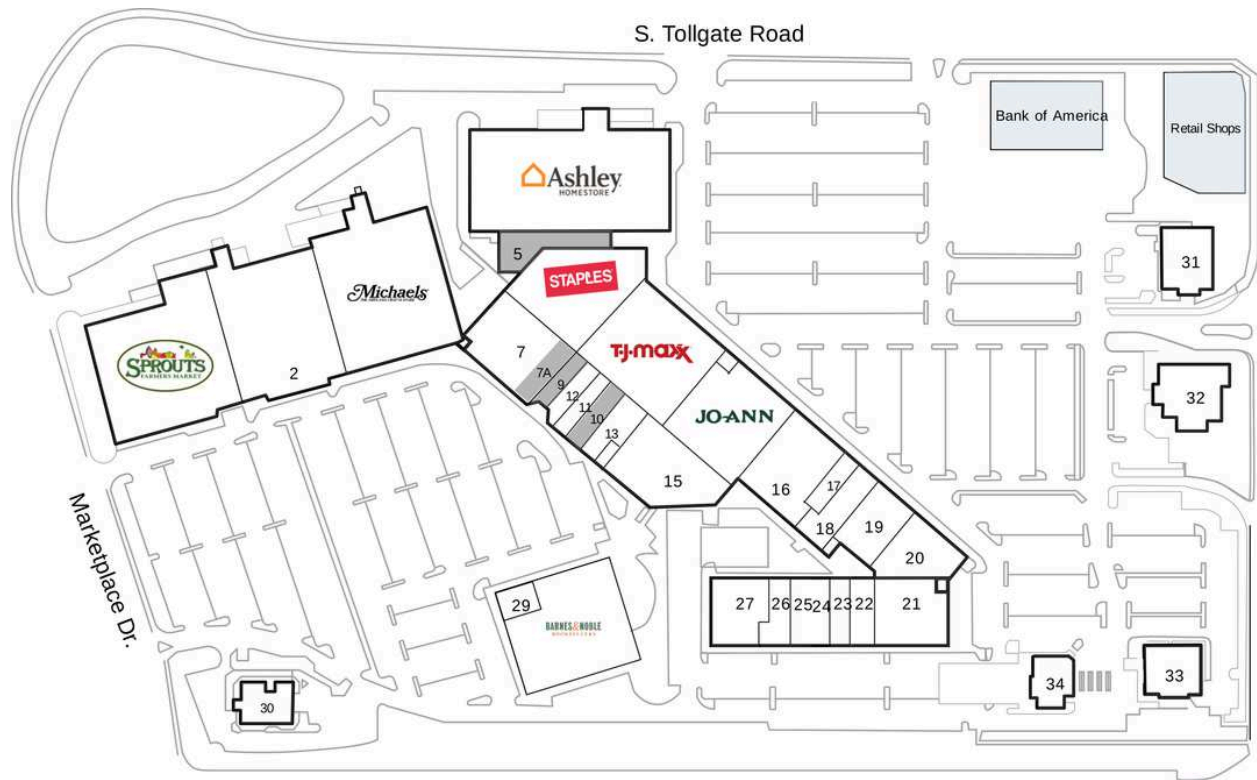 S. Tollgate Road
Bank of America
Retail Shops
Ashley
HOMESTORE
5
STAPLES
31
Michaels
SPROUTS
FARMERS MARKET
2
7
7A
9
12
11
10
13
T.J.maxx
JO-ANN
32
15
16
17
18
19
20
Marketplace Dr.
29
BARNES&NOBLE
BOOKSELLERS
27
26
25
24
23
22
21
30
34
33